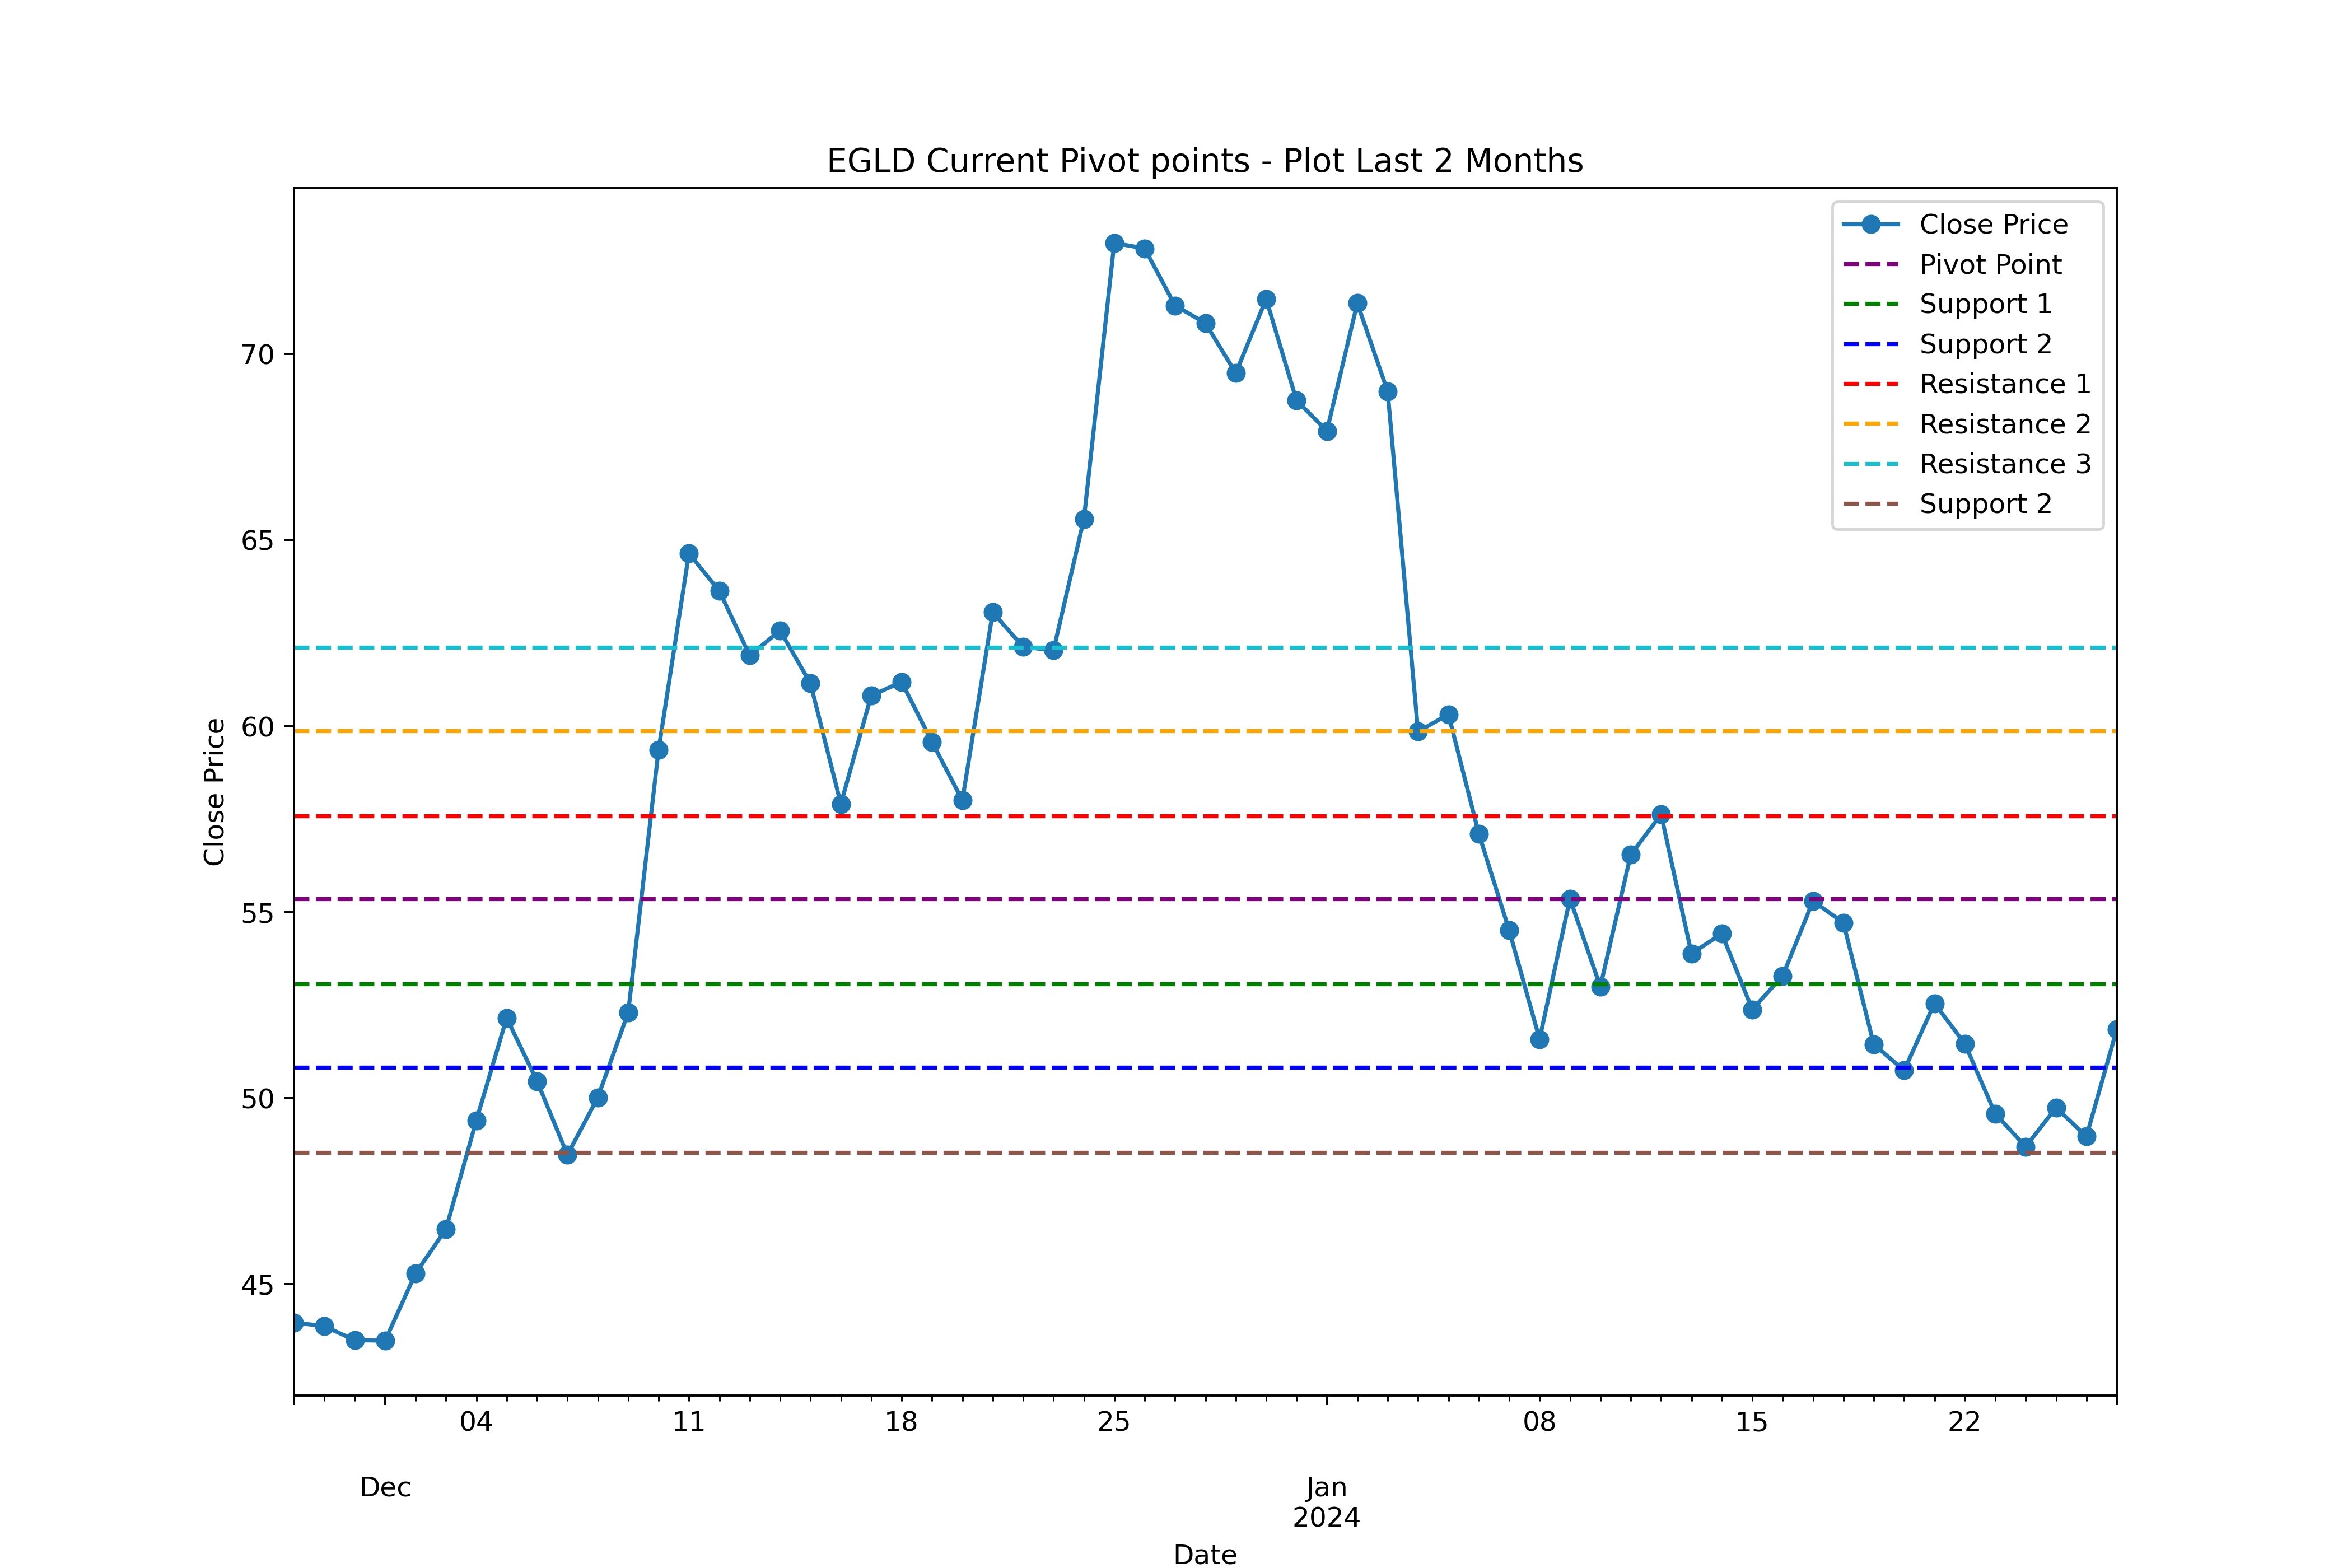 EGLD Current Pivot points - Plot Last 2 Months
Close Price
Pivot Point
Support 1
Support 2
Resistance 1
Resistance 2
Resistance 3
Support 2
70
65
60
55
50
45
Close Price
04 11 18 25 08 15 22
Dec Jan
2024
Date